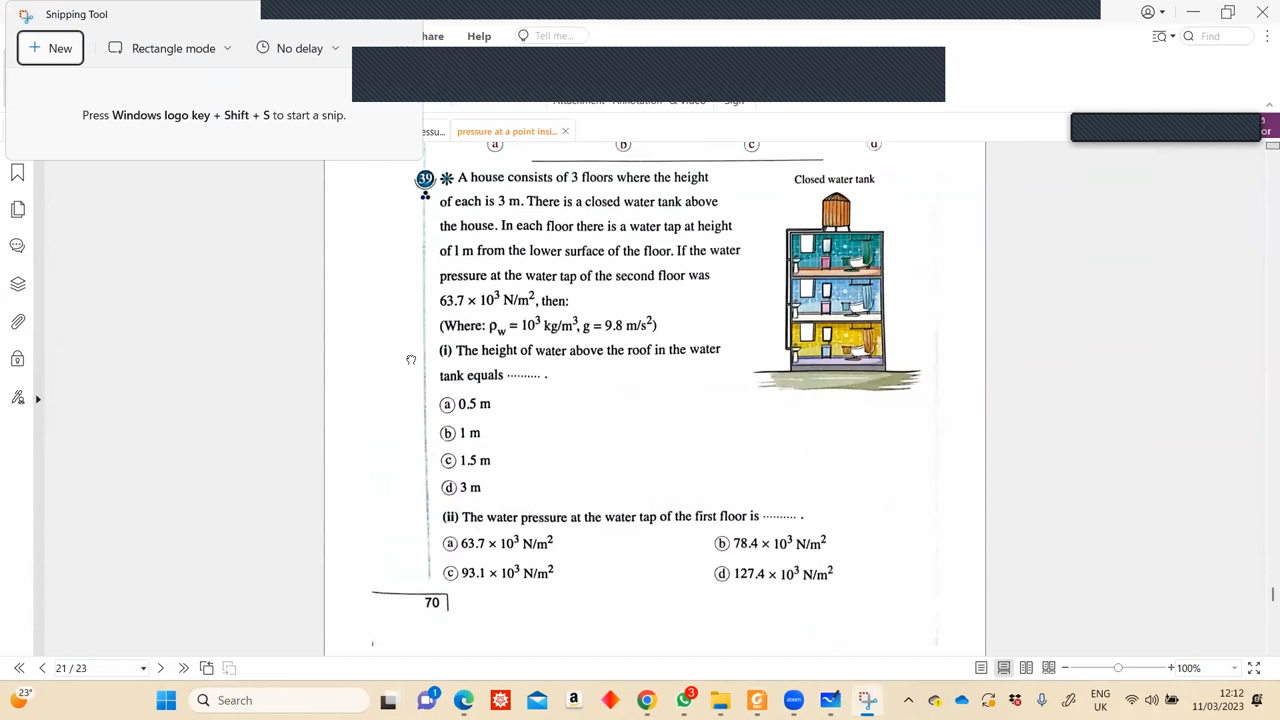 Snipping Tool
New
Rectangle mode
No delay
Press Windows logo key + Shift + S to start a snip.
hare
Help
Tell me...
Find
Sign
essu...
pressure at a point insi...
or
a
b
c
d
39 ✻ A house consists of 3 floors where the height
of each is 3 m. There is a closed water tank above
the house. In each floor there is a water tap at height
of 1 m from the lower surface of the floor. If the water
pressure at the water tap of the second floor was
63.7 × 10³ N/m², then:
(Where: ρw = 10³ kg/m³, g = 9.8 m/s²)
(i) The height of water above the roof in the water
tank equals ·········· .
a 0.5 m
b 1 m
c 1.5 m
d 3 m
Closed water tank
(ii) The water pressure at the water tap of the first floor is ·········· .
a 63.7 × 10³ N/m²
b 78.4 × 10³ N/m²
c 93.1 × 10³ N/m²
d 127.4 × 10³ N/m²
70
21 / 23
100%
23°
Search
1
3
a
zoom
ENG
UK
12:12
11/03/2023